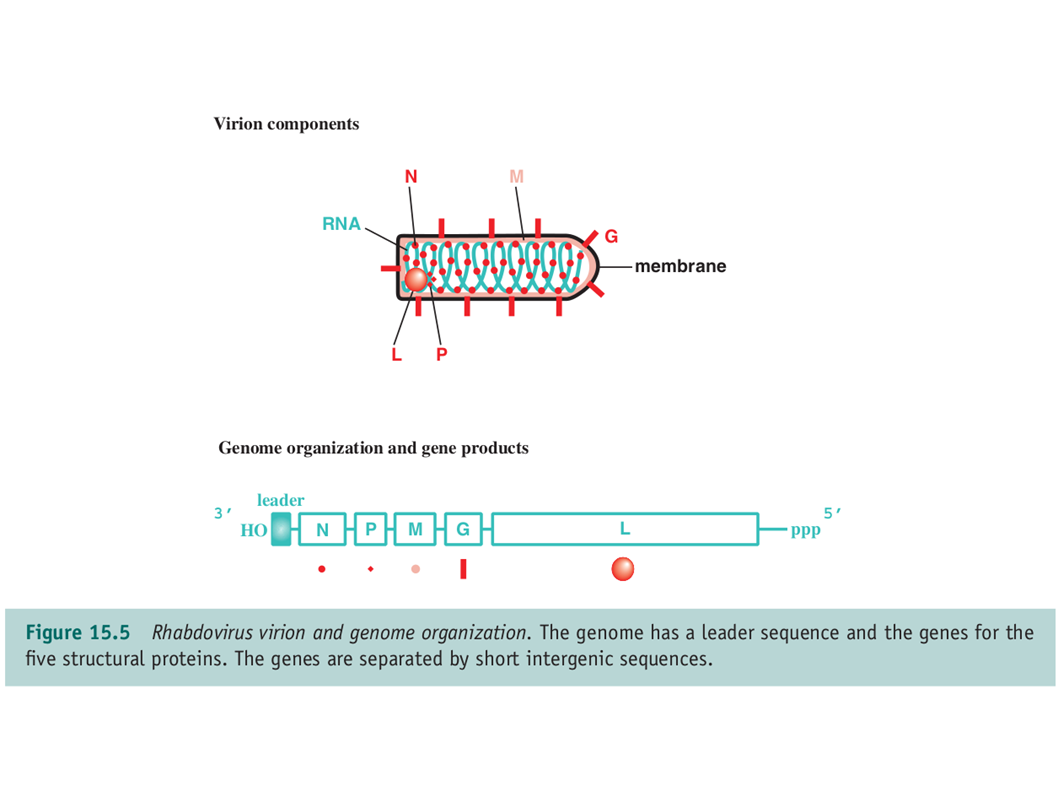 Virion components
N M
RNA
G
membrane
L P
Genome organization and gene products
leader
3′ 5′
HO N P M G L ppp
Figure 15.5 Rhabdovirus virion and genome organization. The genome has a leader sequence and the genes for the
five structural proteins. The genes are separated by short intergenic sequences.